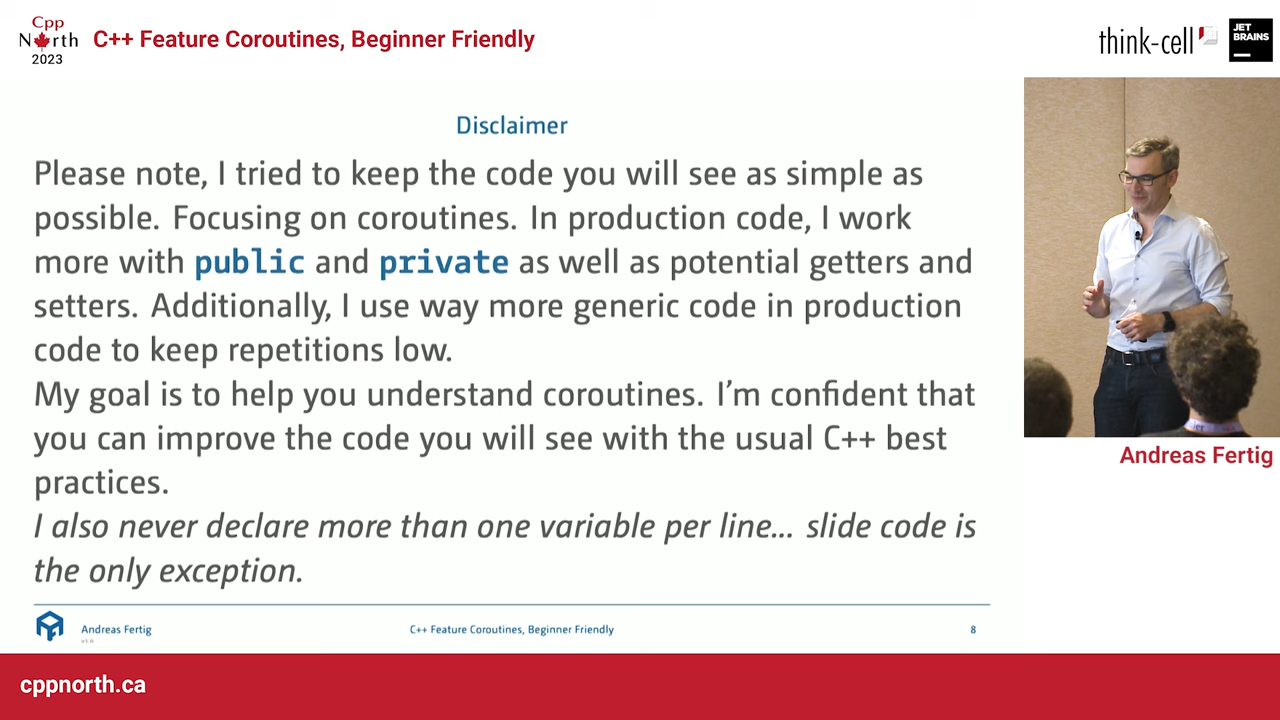 Cpp
North
2023
C++ Feature Coroutines, Beginner Friendly
think-cell
JET
BRAINS
Disclaimer
Please note, I tried to keep the code you will see as simple as
possible. Focusing on coroutines. In production code, I work
more with public and private as well as potential getters and
setters. Additionally, I use way more generic code in production
code to keep repetitions low.
My goal is to help you understand coroutines. I'm confident that
you can improve the code you will see with the usual C++ best
practices.
I also never declare more than one variable per line... slide code is
the only exception.
Andreas Fertig
Andreas Fertig
v1.0
C++ Feature Coroutines, Beginner Friendly
8
cppnorth.ca